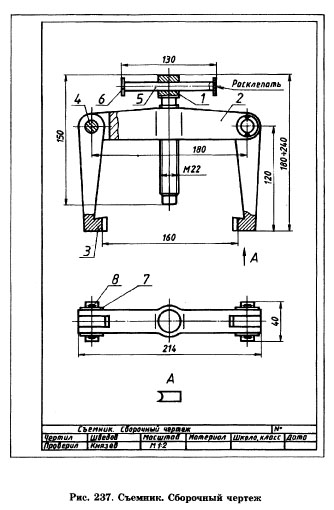 130
4
6
5
1
2
Расклепать
150
180
М22
120
180÷240
3
160
А
8
7
40
214
А
Съемник. Сборочный чертеж
№
Чертил
Шведов
Масштаб
Материал
Школа, класс
Дата
Проверил
Князев
М 1:2
Рис. 237. Съемник. Сборочный чертеж